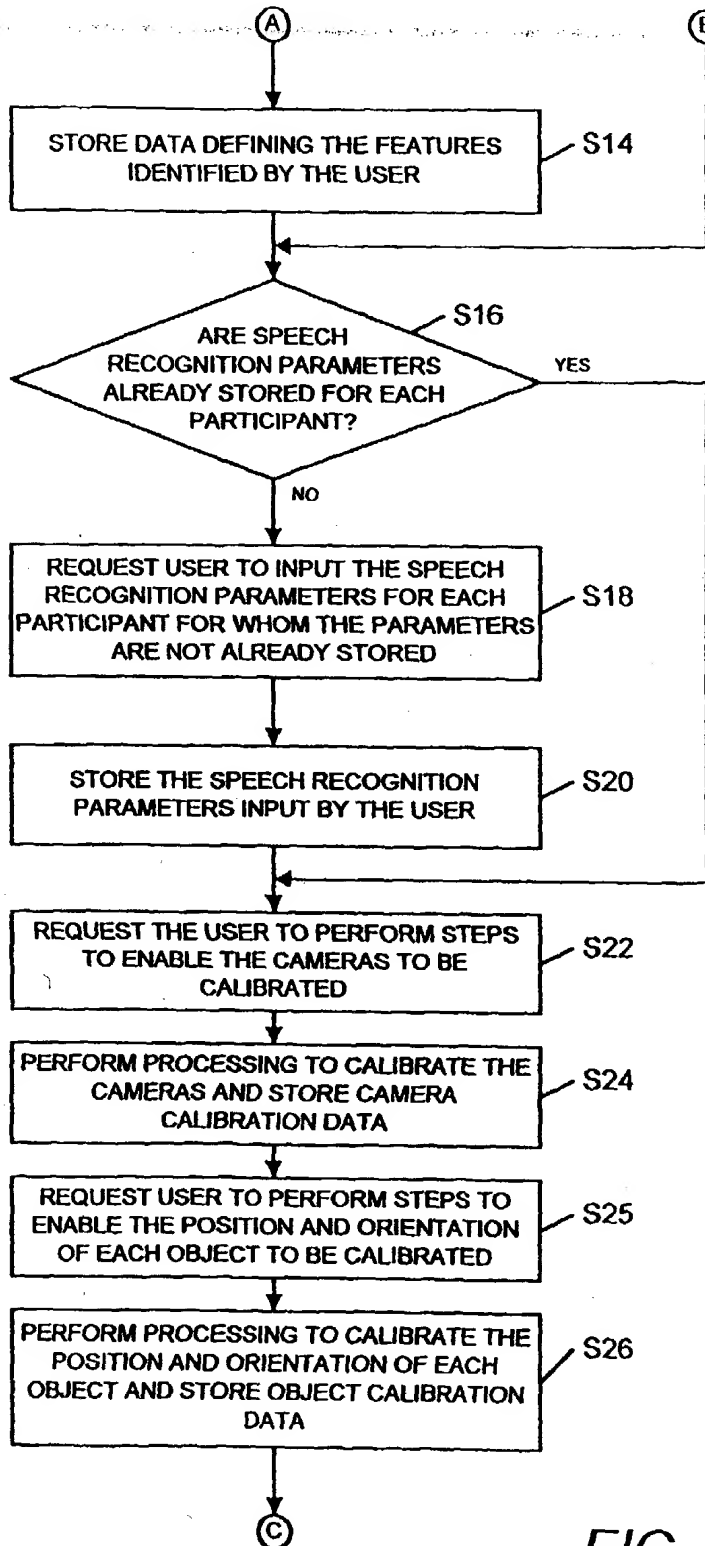 A
STORE DATA DEFINING THE FEATURES
IDENTIFIED BY THE USER
S14
S16
ARE SPEECH
RECOGNITION PARAMETERS
ALREADY STORED FOR EACH
PARTICIPANT?
YES
NO
REQUEST USER TO INPUT THE SPEECH
RECOGNITION PARAMETERS FOR EACH
PARTICIPANT FOR WHOM THE PARAMETERS
ARE NOT ALREADY STORED
S18
STORE THE SPEECH RECOGNITION
PARAMETERS INPUT BY THE USER
S20
REQUEST THE USER TO PERFORM STEPS
TO ENABLE THE CAMERAS TO BE
CALIBRATED
S22
PERFORM PROCESSING TO CALIBRATE THE
CAMERAS AND STORE CAMERA
CALIBRATION DATA
S24
REQUEST USER TO PERFORM STEPS TO
ENABLE THE POSITION AND ORIENTATION
OF EACH OBJECT TO BE CALIBRATED
S25
PERFORM PROCESSING TO CALIBRATE THE
POSITION AND ORIENTATION OF EACH
OBJECT AND STORE OBJECT CALIBRATION
DATA
S26
C